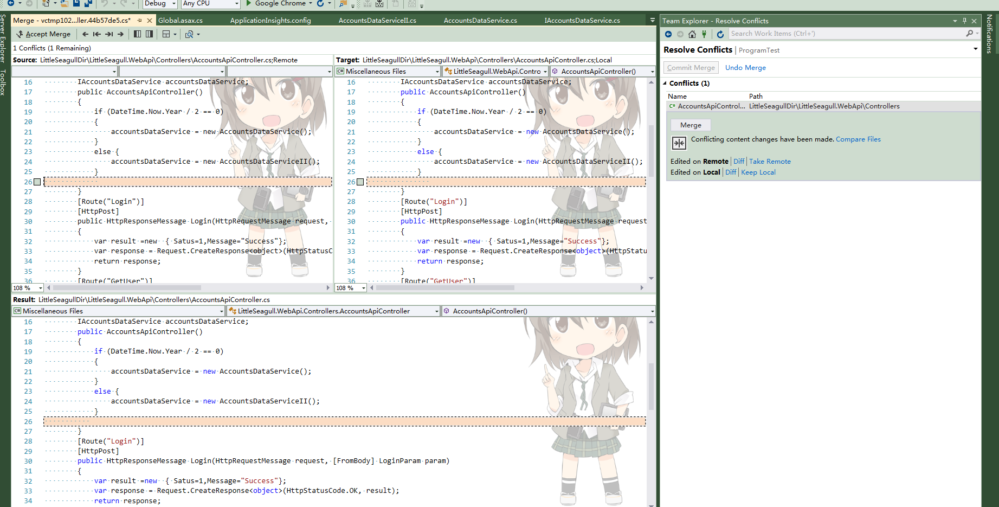 Debug
Any CPU
Google Chrome
Server Explorer
Toolbox
Merge - vctmp102...ller.44b57de5.cs*
Global.asax.cs
ApplicationInsights.config
AccountsDataServiceII.cs
AccountsDataService.cs
IAccountsDataService.cs
Accept Merge
1 Conflicts (1 Remaining)
Source: LittleSeagullDir\LittleSeagull.WebApi\Controllers\AccountsApiController.cs;Remote
16 IAccountsDataService accountsDataService;
17 public AccountsApiController()
18 {
19 if (DateTime.Now.Year / 2 == 0)
20 {
21 accountsDataService = new AccountsDataService();
22 }
23 else {
24 accountsDataService = new AccountsDataServiceII();
25 }
26
27 }
28 [Route("Login")]
29 [HttpPost]
30 public HttpResponseMessage Login(HttpRequestMessage request,
31 {
32 var result =new  { Satus=1,Message="Success"};
33 var response = Request.CreateResponse<object>(HttpStatusC
34 return response;
35 }
36 [Route("GetUser")]
108 %
Target: LittleSeagullDir\LittleSeagull.WebApi\Controllers\AccountsApiController.cs;Local
C# Miscellaneous Files
LittleSeagull.WebApi.Contro
AccountsApiController()
16 IAccountsDataService accountsDataService;
17 public AccountsApiController()
18 {
19 if (DateTime.Now.Year / 2 == 0)
20 {
21 accountsDataService = new AccountsDataService();
22 }
23 else {
24 accountsDataService = new AccountsDataServiceII();
25 }
26
27 }
28 [Route("Login")]
29 [HttpPost]
30 public HttpResponseMessage Login(HttpRequestMessage request
31 {
32 var result =new  { Satus=1,Message="Success"};
33 var response = Request.CreateResponse<object>(HttpStatu
34 return response;
35 }
36 [Route("GetUser")]
108 %
Result: LittleSeagullDir\LittleSeagull.WebApi\Controllers\AccountsApiController.cs
C# Miscellaneous Files
LittleSeagull.WebApi.Controllers.AccountsApiController
AccountsApiController()
16 IAccountsDataService accountsDataService;
17 public AccountsApiController()
18 {
19 if (DateTime.Now.Year / 2 == 0)
20 {
21 accountsDataService = new AccountsDataService();
22 }
23 else {
24 accountsDataService = new AccountsDataServiceII();
25 }
26
27 }
28 [Route("Login")]
29 [HttpPost]
30 public HttpResponseMessage Login(HttpRequestMessage request, [FromBody] LoginParam param)
31 {
32 var result =new  { Satus=1,Message="Success"};
33 var response = Request.CreateResponse<object>(HttpStatusCode.OK, result);
34 return response;
Team Explorer - Resolve Conflicts
Search Work Items (Ctrl+')
Resolve Conflicts | ProgramTest
Commit Merge
Undo Merge
Conflicts (1)
Name Path
C# AccountsApiControl... LittleSeagullDir\LittleSeagull.WebApi\Controllers
Merge
Conflicting content changes have been made. Compare Files
Edited on Remote | Diff | Take Remote
Edited on Local | Diff | Keep Local
Notifications